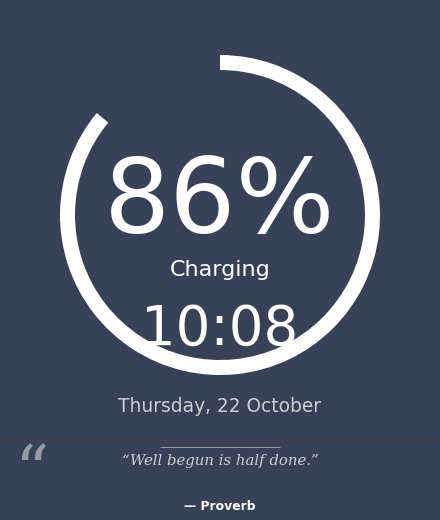 86%
Charging
10:08
Thursday, 22 October
“
“Well begun is half done.”
— Proverb